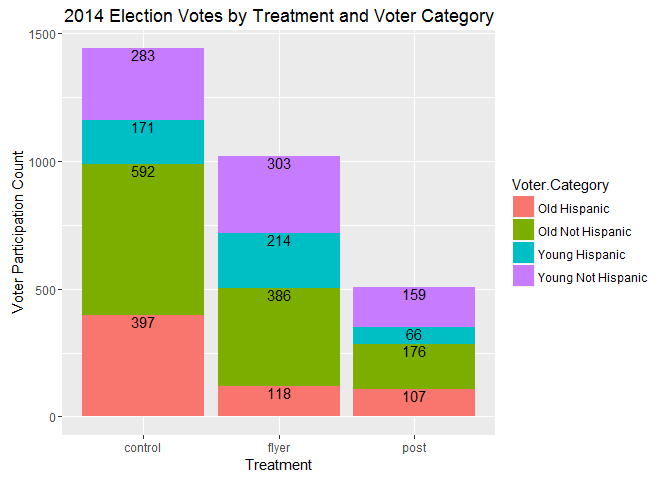 2014 Election Votes by Treatment and Voter Category
Voter Participation Count
1500
1000
500
0
283
171
592
397
303
214
386
118
159
66
176
107
control
flyer
post
Treatment
Voter.Category
Old Hispanic
Old Not Hispanic
Young Hispanic
Young Not Hispanic